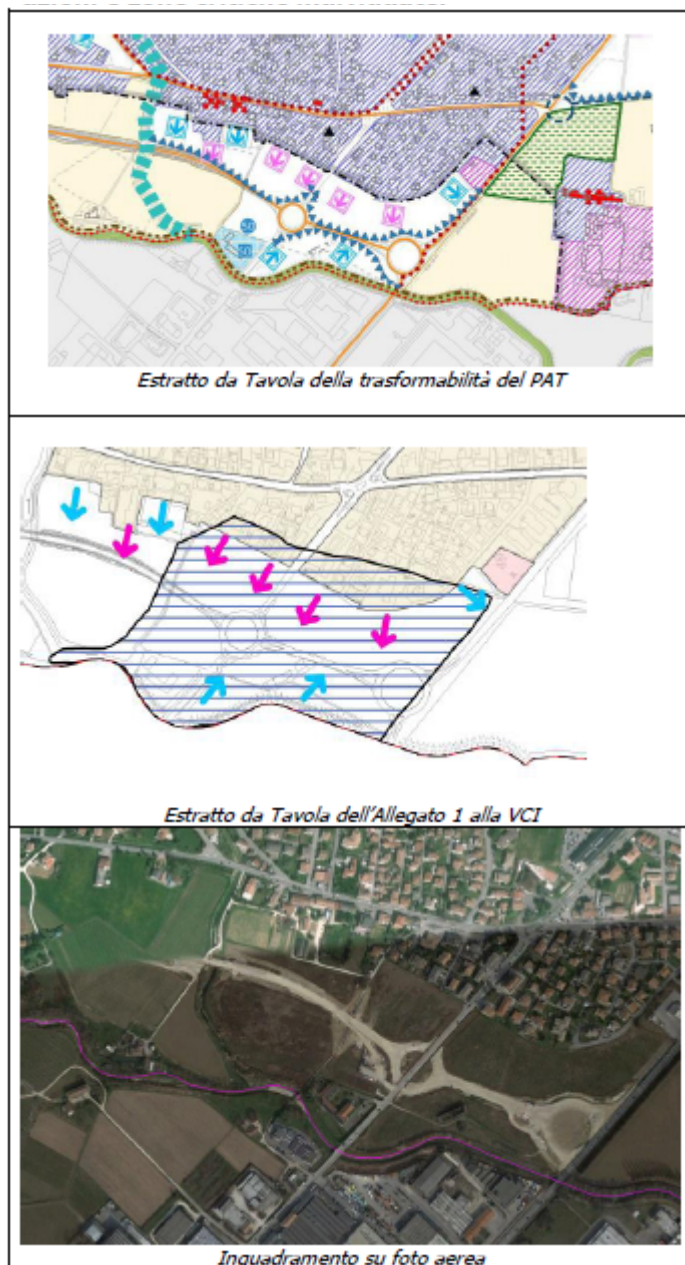 Estratto da Tavola della trasformabilità del PAT
Estratto da Tavola dell'Allegato 1 alla VCI
Inquadramento su foto aerea